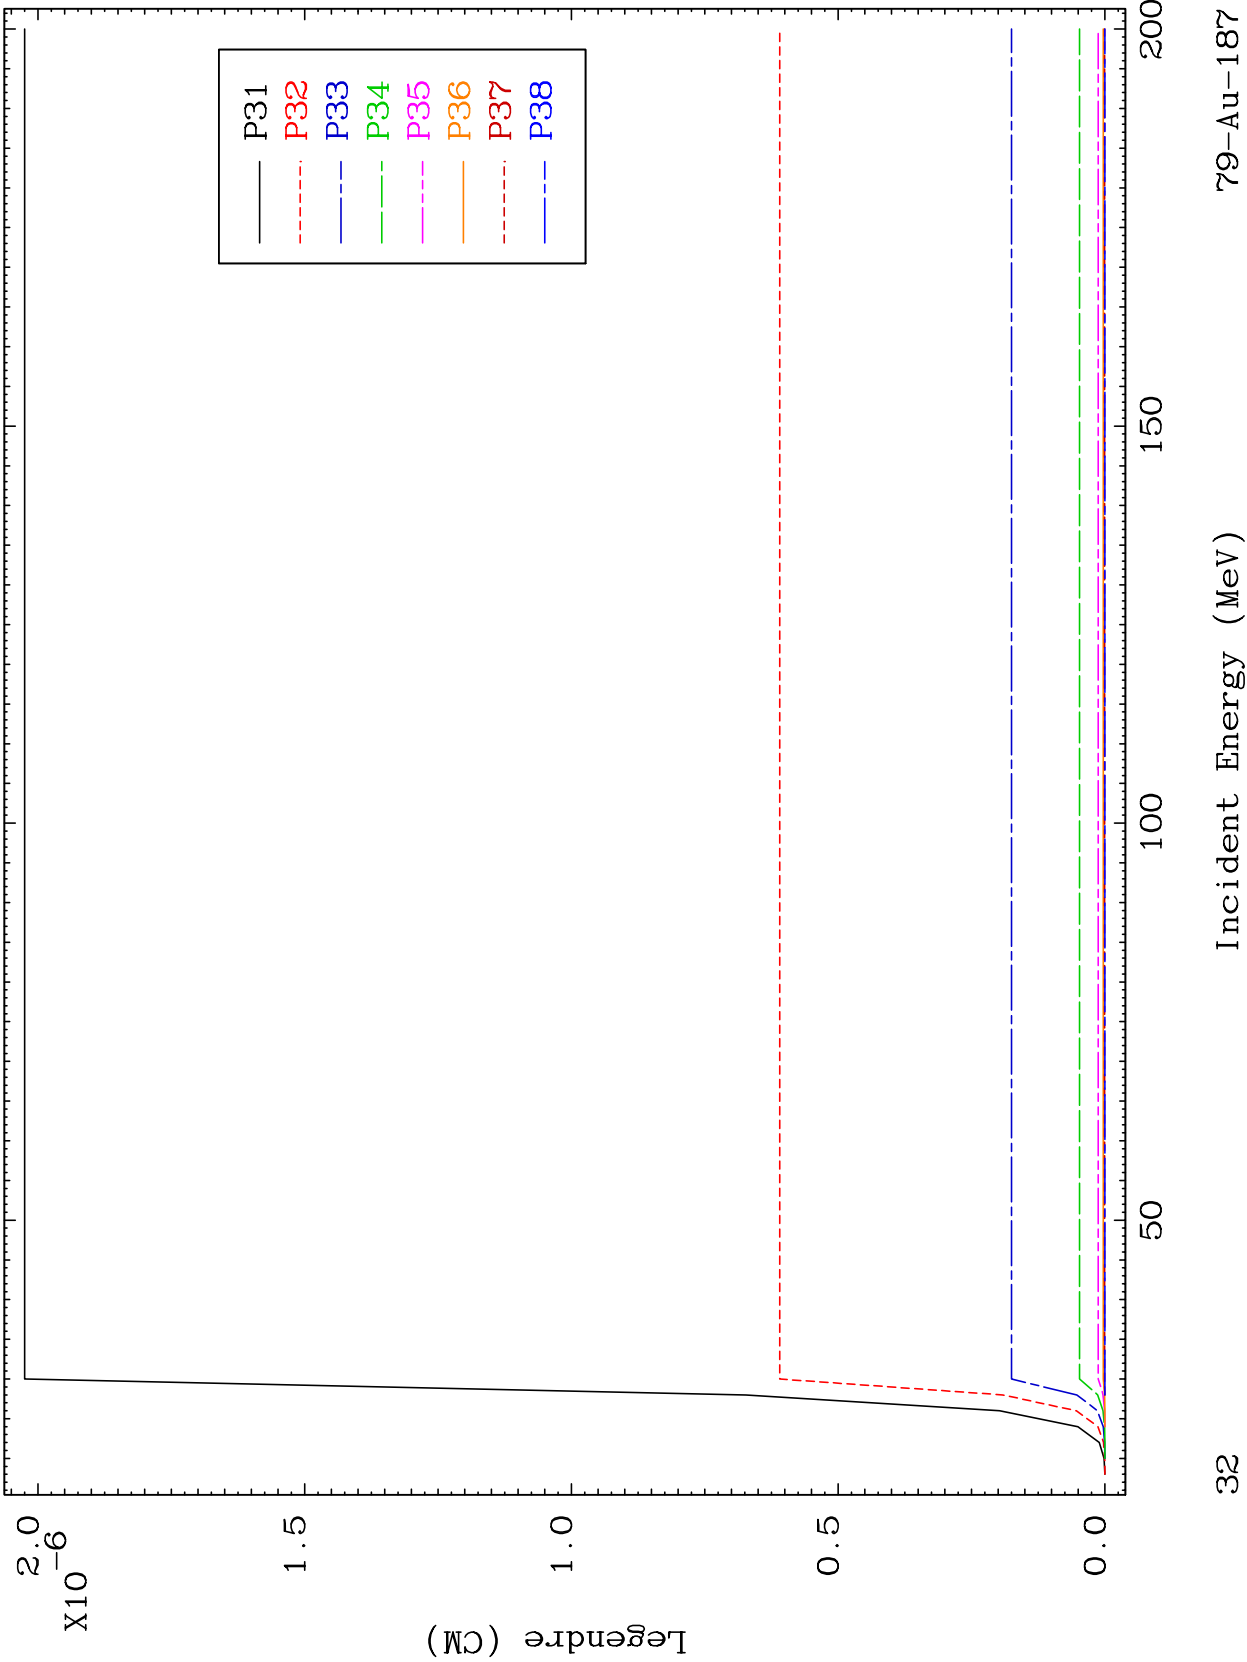 2.0
X10-6
1.5
1.0
0.5
0.0
Legendre (CM)
P31
P32
P33
P34
P35
P36
P37
P38
50
100
150
200
Incident Energy (MeV)
32
79-Au-187